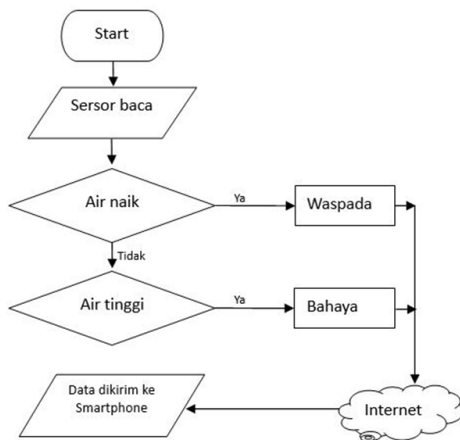 Start
Sersor baca
Air naik
Ya
Waspada
Tidak
Air tinggi
Ya
Bahaya
Data dikirim ke
Smartphone
Internet